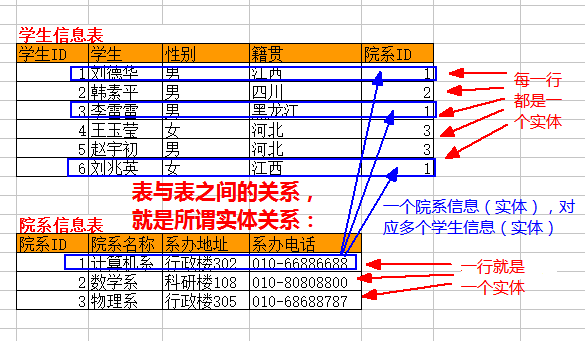 学生信息表
学生ID 学生 性别 籍贯 院系ID
1 刘德华 男 江西 1
2 韩素平 男 四川 2
3 李雷雷 男 黑龙江 1
4 王玉莹 女 河北 3
5 赵宇初 男 河北 3
6 刘兆英 女 江西 1
每一行
都是一
个实体
表与表之间的关系，
就是所谓实体关系：
一个院系信息（实体），对
应多个学生信息（实体）
院系信息表
院系ID 院系名称 系办地址 系办电话
1 计算机系 行政楼302 010-66886688
2 数学系 科研楼108 010-80808800
3 物理系 行政楼305 010-68688787
一行就是
一个实体